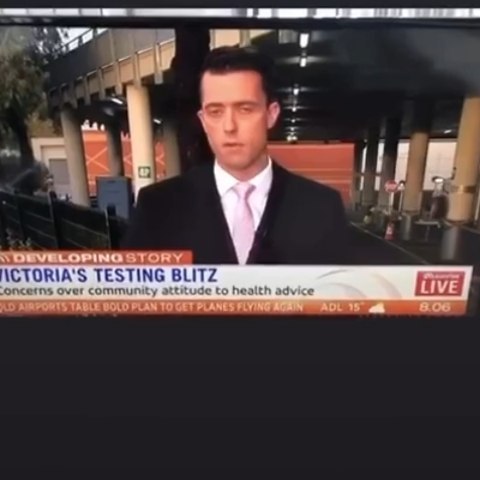 DEVELOPING STORY
VICTORIA'S TESTING BLITZ
Concerns over community attitude to health advice
LIVE
QLD AIRPORTS TABLE BOLD PLAN TO GET PLANES FLYING AGAIN ADL 15° 8.06